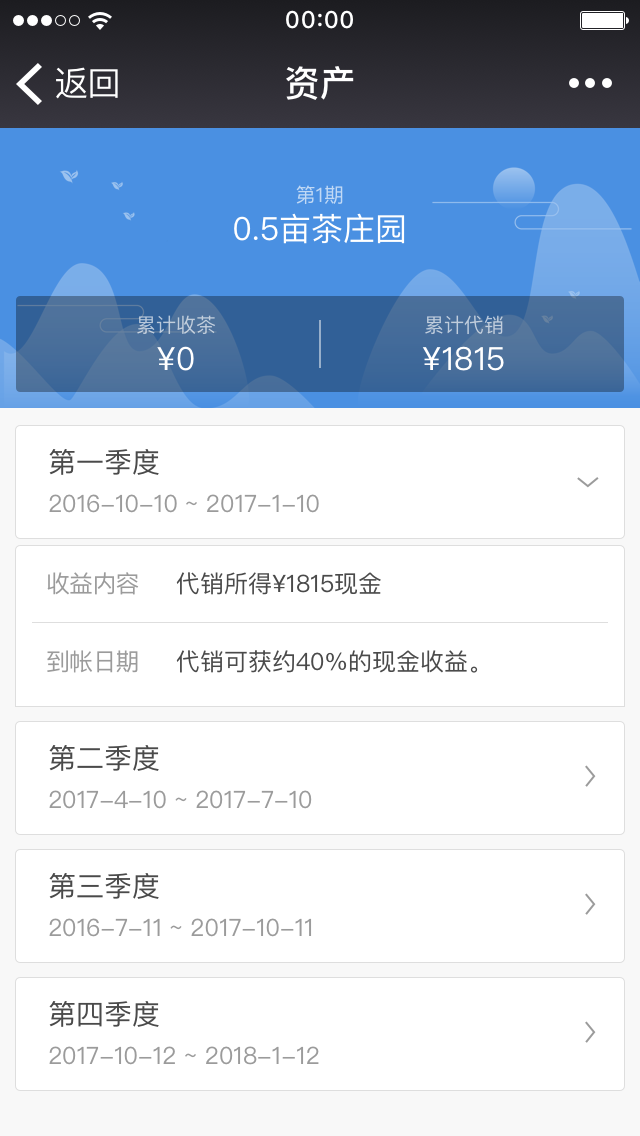 00:00
返回 资产
第1期
0.5亩茶庄园
累计收茶 累计代销
¥0 ¥1815
第一季度
2016-10-10 ~ 2017-1-10
收益内容 代销所得¥1815现金
到帐日期 代销可获约40%的现金收益。
第二季度
2017-4-10 ~ 2017-7-10
第三季度
2016-7-11 ~ 2017-10-11
第四季度
2017-10-12 ~ 2018-1-12